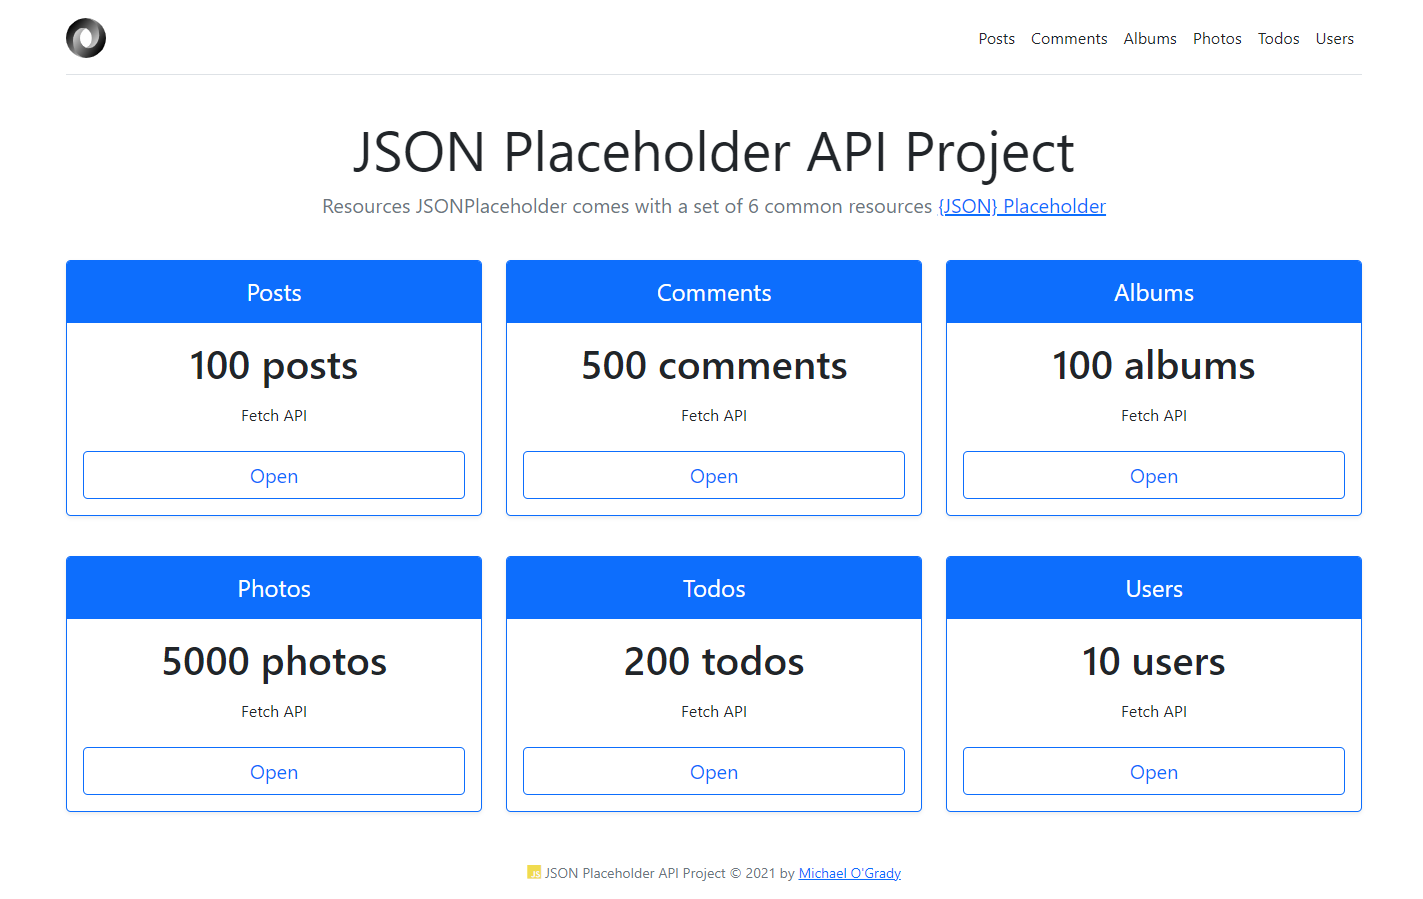 Posts Comments Albums Photos Todos Users
JSON Placeholder API Project
Resources JSONPlaceholder comes with a set of 6 common resources {JSON} Placeholder
Posts
100 posts
Fetch API
Open
Comments
500 comments
Fetch API
Open
Albums
100 albums
Fetch API
Open
Photos
5000 photos
Fetch API
Open
Todos
200 todos
Fetch API
Open
Users
10 users
Fetch API
Open
JS JSON Placeholder API Project © 2021 by Michael O'Grady